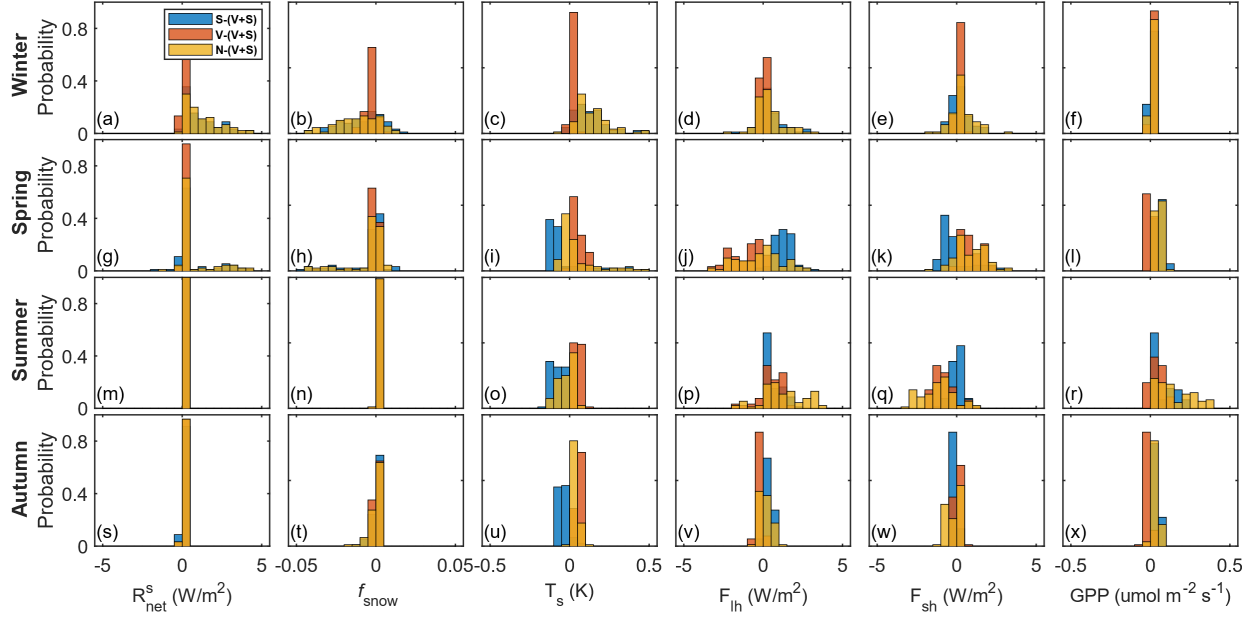 S-(V+S)
V-(V+S)
N-(V+S)
Winter
Probability
0.8
0.4
0
(a)
(b)
(c)
(d)
(e)
(f)
Spring
Probability
0.8
0.4
0
(g)
(h)
(i)
(j)
(k)
(l)
Summer
Probability
0.8
0.4
0
(m)
(n)
(o)
(p)
(q)
(r)
Autumn
Probability
0.8
0.4
0
(s)
(t)
(u)
(v)
(w)
(x)
-5 0 5 -0.05 0 0.05 -0.5 0 0.5 -5 0 5 -5 0 5 -0.5 0 0.5
R^s_net (W/m²)
f_snow
T_s (K)
F_lh (W/m²)
F_sh (W/m²)
GPP (umol m⁻² s⁻¹)